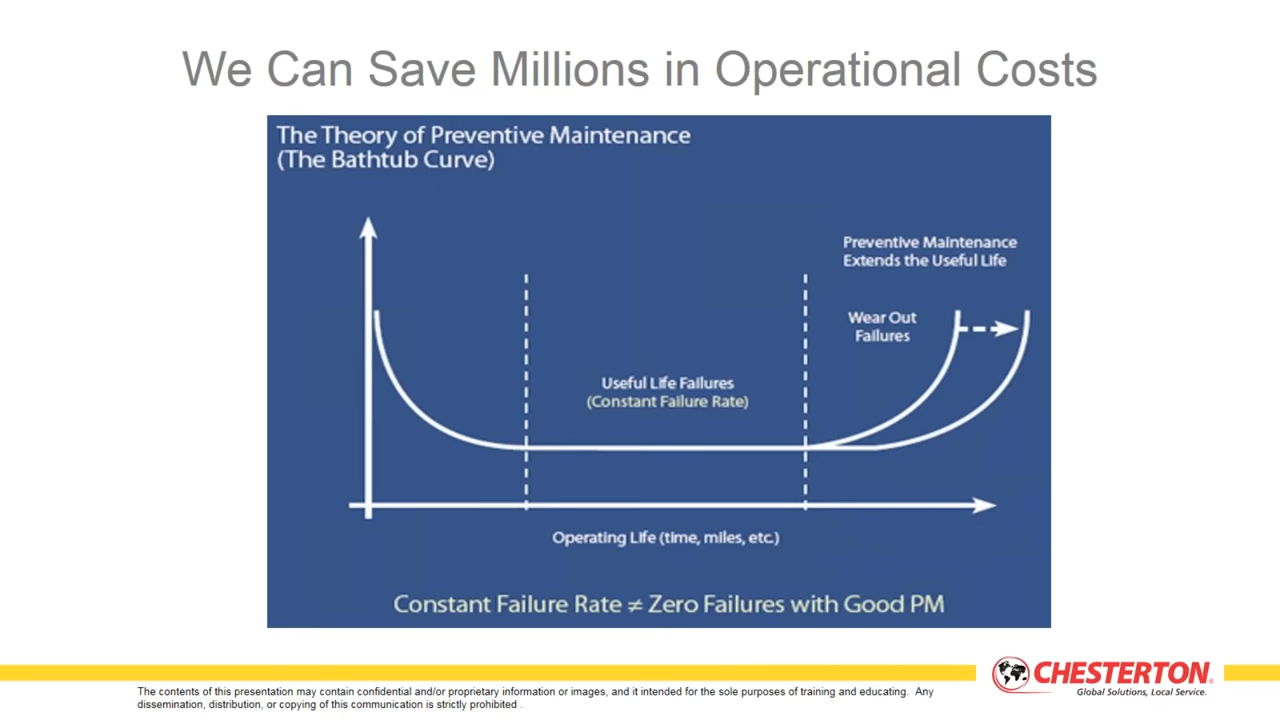 We Can Save Millions in Operational Costs
The Theory of Preventive Maintenance
(The Bathtub Curve)
Preventive Maintenance
Extends the Useful Life
Wear Out
Failures
Useful Life Failures
(Constant Failure Rate)
Operating Life (time, miles, etc.)
Constant Failure Rate ≠ Zero Failures with Good PM
CHESTERTON®
Global Solutions, Local Service.
The contents of this presentation may contain confidential and/or proprietary information or images, and it intended for the sole purposes of training and educating.  Any
dissemination, distribution, or copying of this communication is strictly prohibited .